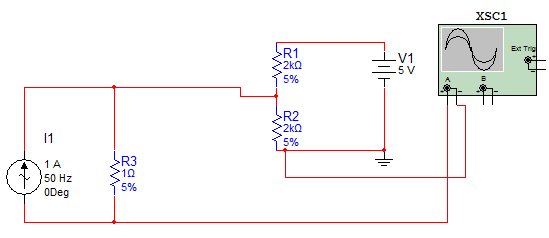 XSC1
Ext Trig
+
-
A
B
+
-
+
-
R1
2kΩ
5%
V1
5 V
R2
2kΩ
5%
I1
1 A
50 Hz
0Deg
R3
1Ω
5%